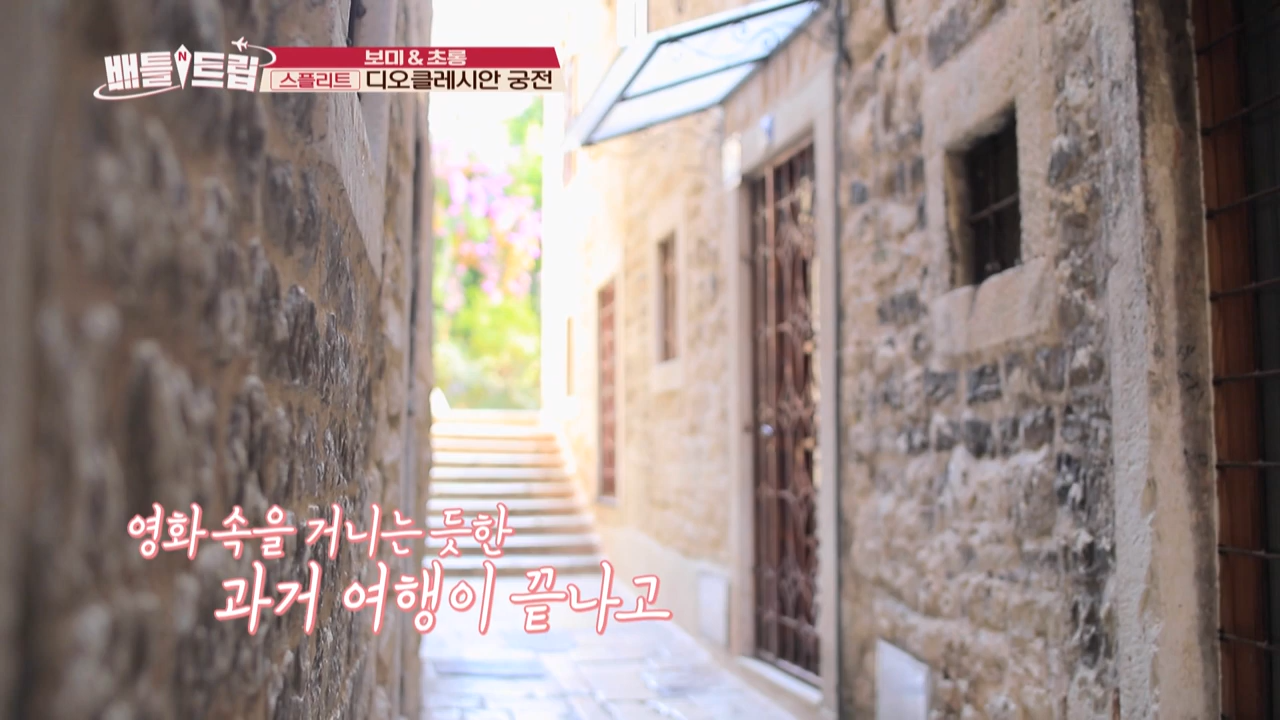 배틀트립
보미 & 초롱
스플리트 디오클레시안 궁전
영화 속을 거니는 듯한
과거 여행이 끝나고